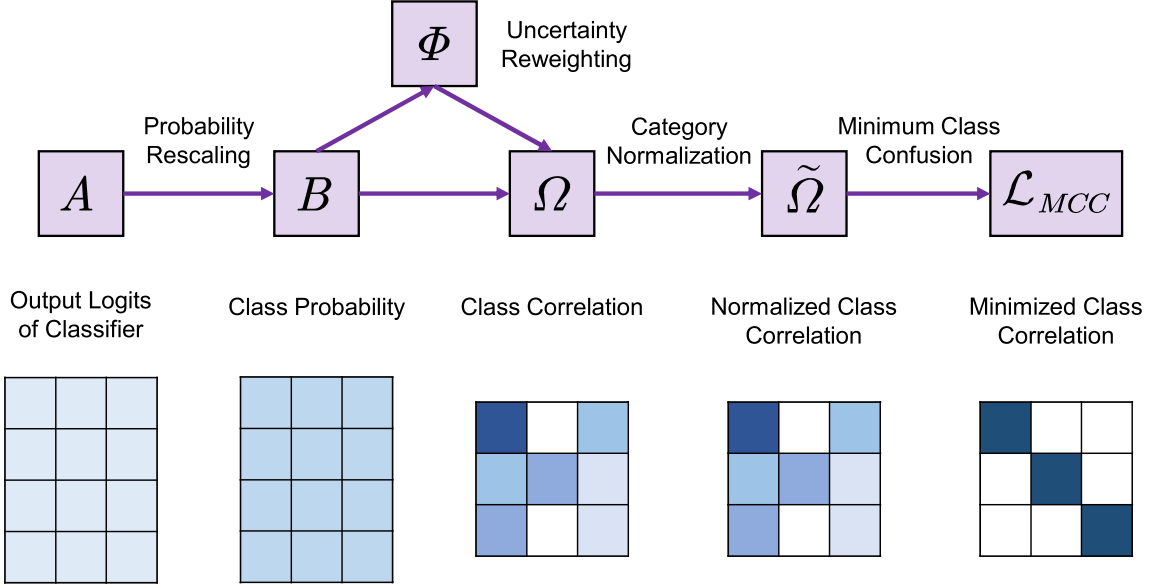 Φ
Uncertainty
Reweighting
Probability
Rescaling
Category
Normalization
Minimum Class
Confusion
A
B
Ω
Ω̃
ℒ_MCC
Output Logits
of Classifier
Class Probability
Class Correlation
Normalized Class
Correlation
Minimized Class
Correlation